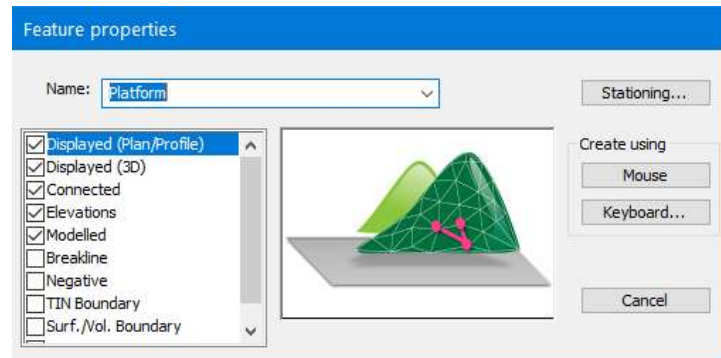 Feature properties
Name: Platform
Stationing...
Displayed (Plan/Profile)
Displayed (3D)
Connected
Elevations
Modelled
Breakline
Negative
TIN Boundary
Surf./Vol. Boundary
Create using
Mouse
Keyboard...
Cancel